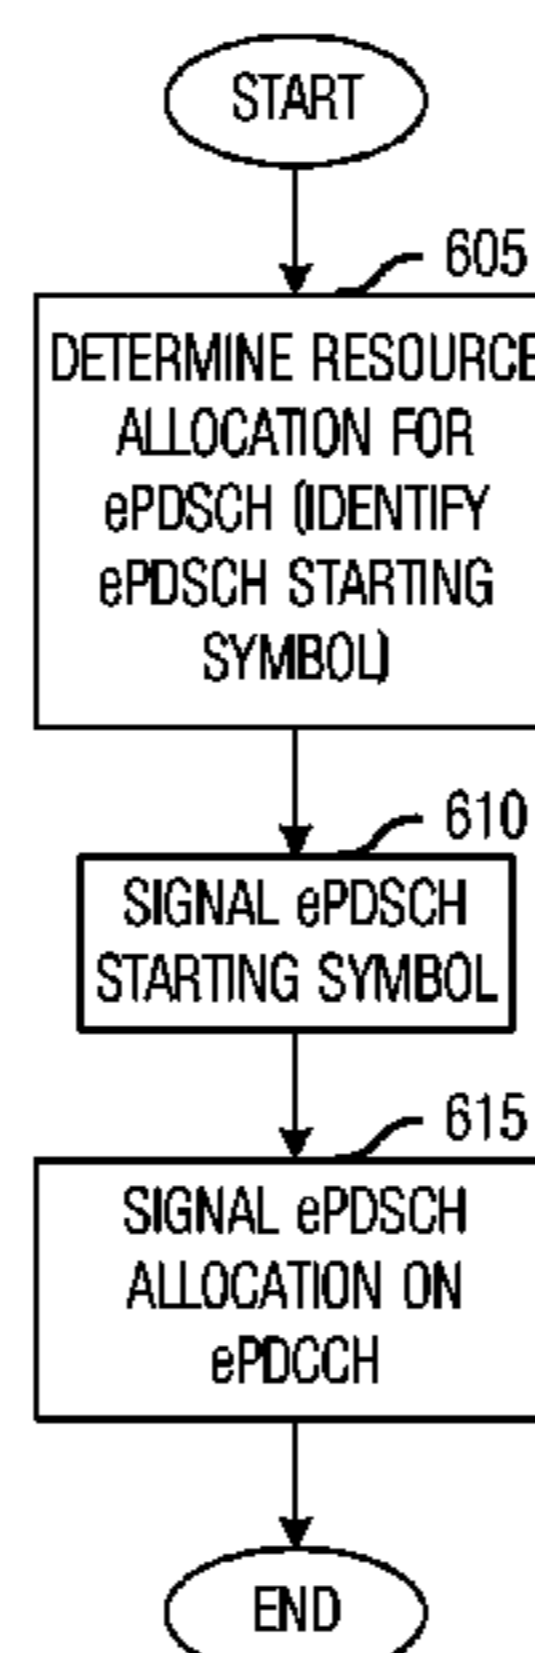 START
605
DETERMINE RESOURCE
ALLOCATION FOR
ePDSCH (IDENTIFY
ePDSCH STARTING
SYMBOL)
610
SIGNAL ePDSCH
STARTING SYMBOL
615
SIGNAL ePDSCH
ALLOCATION ON
ePDCCH
END